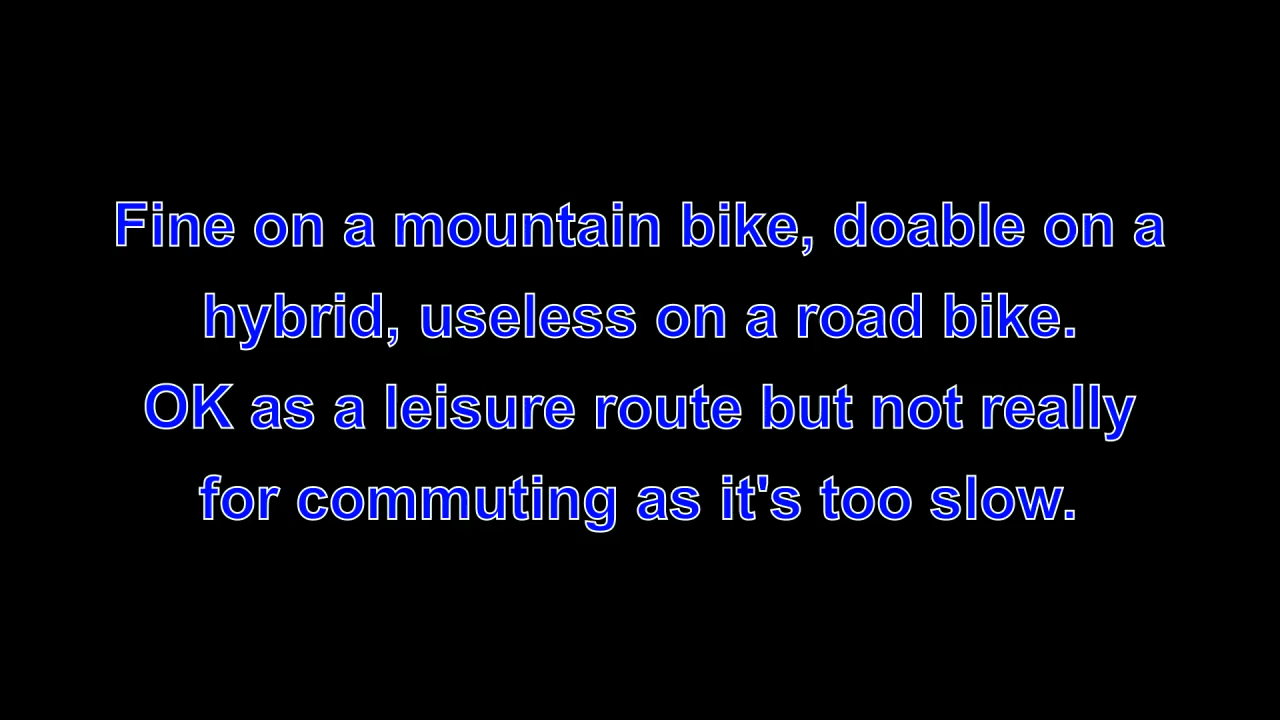 Fine on a mountain bike, doable on a
hybrid, useless on a road bike.
OK as a leisure route but not really
for commuting as it's too slow.